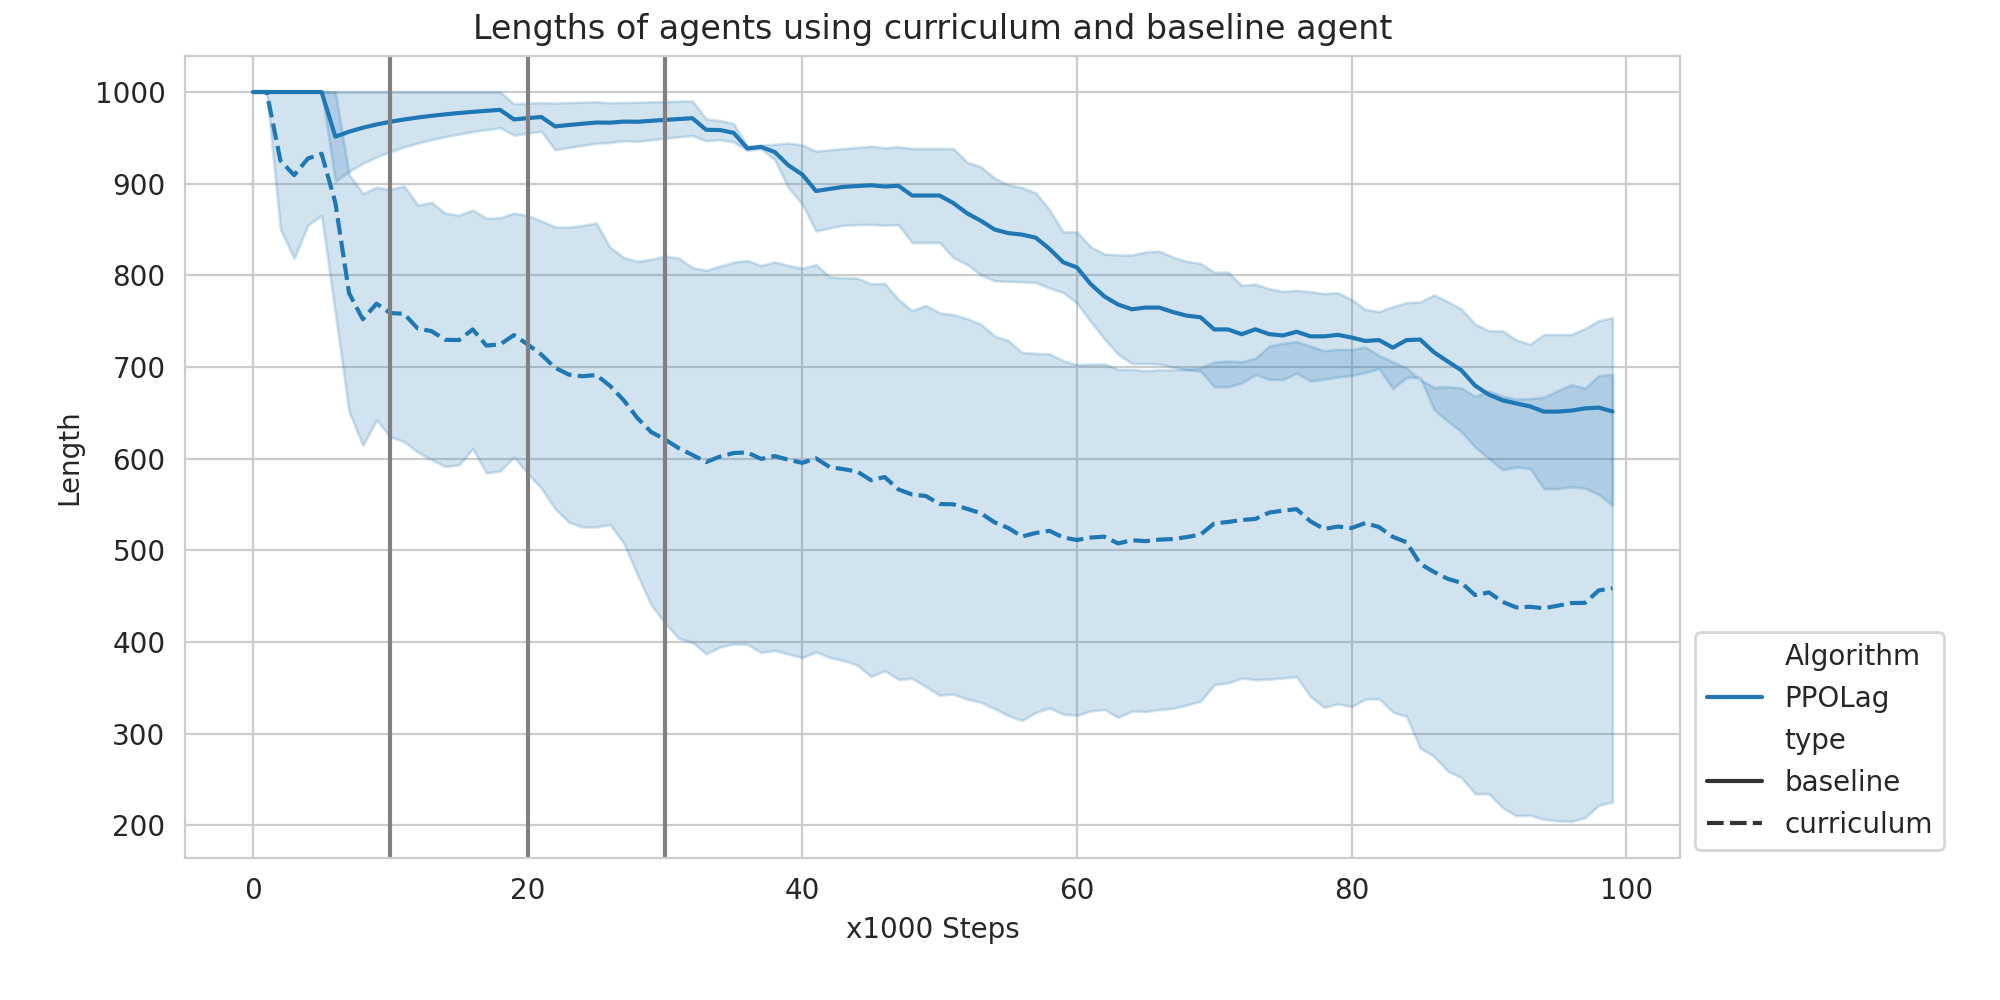 Lengths of agents using curriculum and baseline agent
1000
900
800
700
600
500
400
300
200
Length
0 20 40 60 80 100
x1000 Steps
Algorithm
PPOLag
type
baseline
curriculum